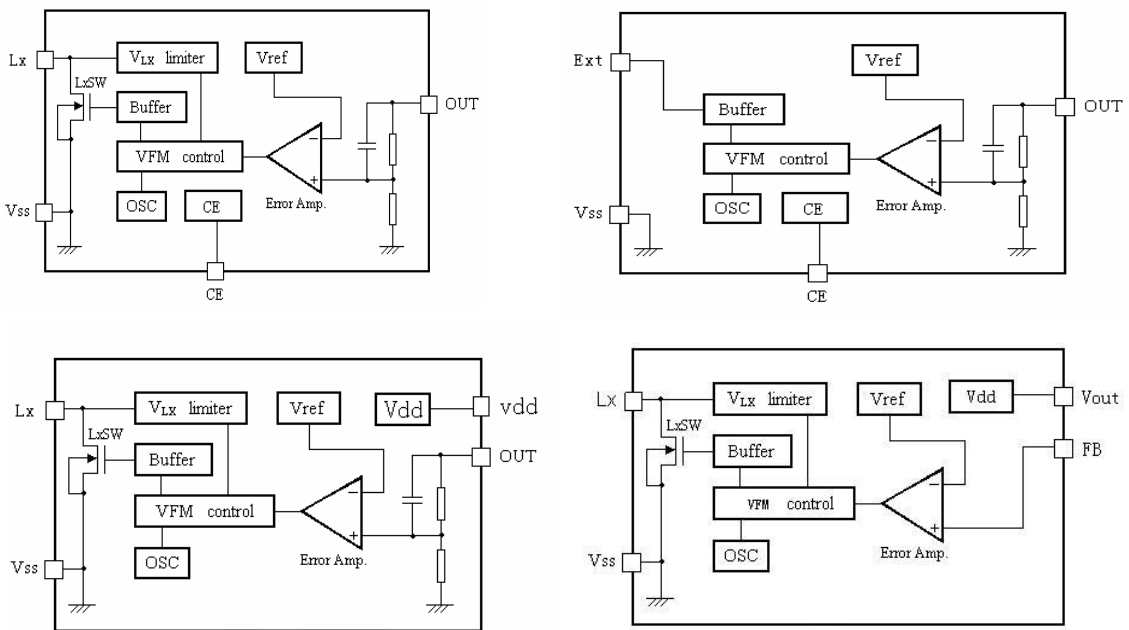 Lx
VLX limiter
Vref
LxSW
Buffer
OUT
VFM control
OSC
CE
Error Amp.
Vss
CE
Ext
Vref
Buffer
OUT
VFM control
OSC
CE
Error Amp.
Vss
CE
Lx
VLX limiter
Vref
Vdd
vdd
LxSW
Buffer
OUT
VFM control
OSC
Error Amp.
Vss
Lx
VLX limiter
Vref
Vdd
Vout
LxSW
Buffer
FB
VFM control
OSC
Error Amp.
Vss